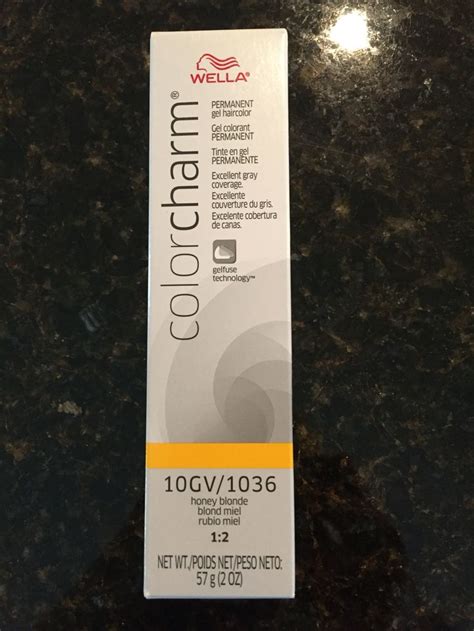 WELLA®
colorcharm®
PERMANENT
gel haircolor
Gel colorant
PERMANENT
Tinte en gel
PERMANENTE
Excellent gray
coverage.
Excellente
couverture du gris.
Excelente cobertura
de canas.
gelfuse
technology™
10GV/1036
honey blonde
blond miel
rubio miel
1:2
NET WT./POIDS NET/PESO NETO:
57 g (2 OZ)